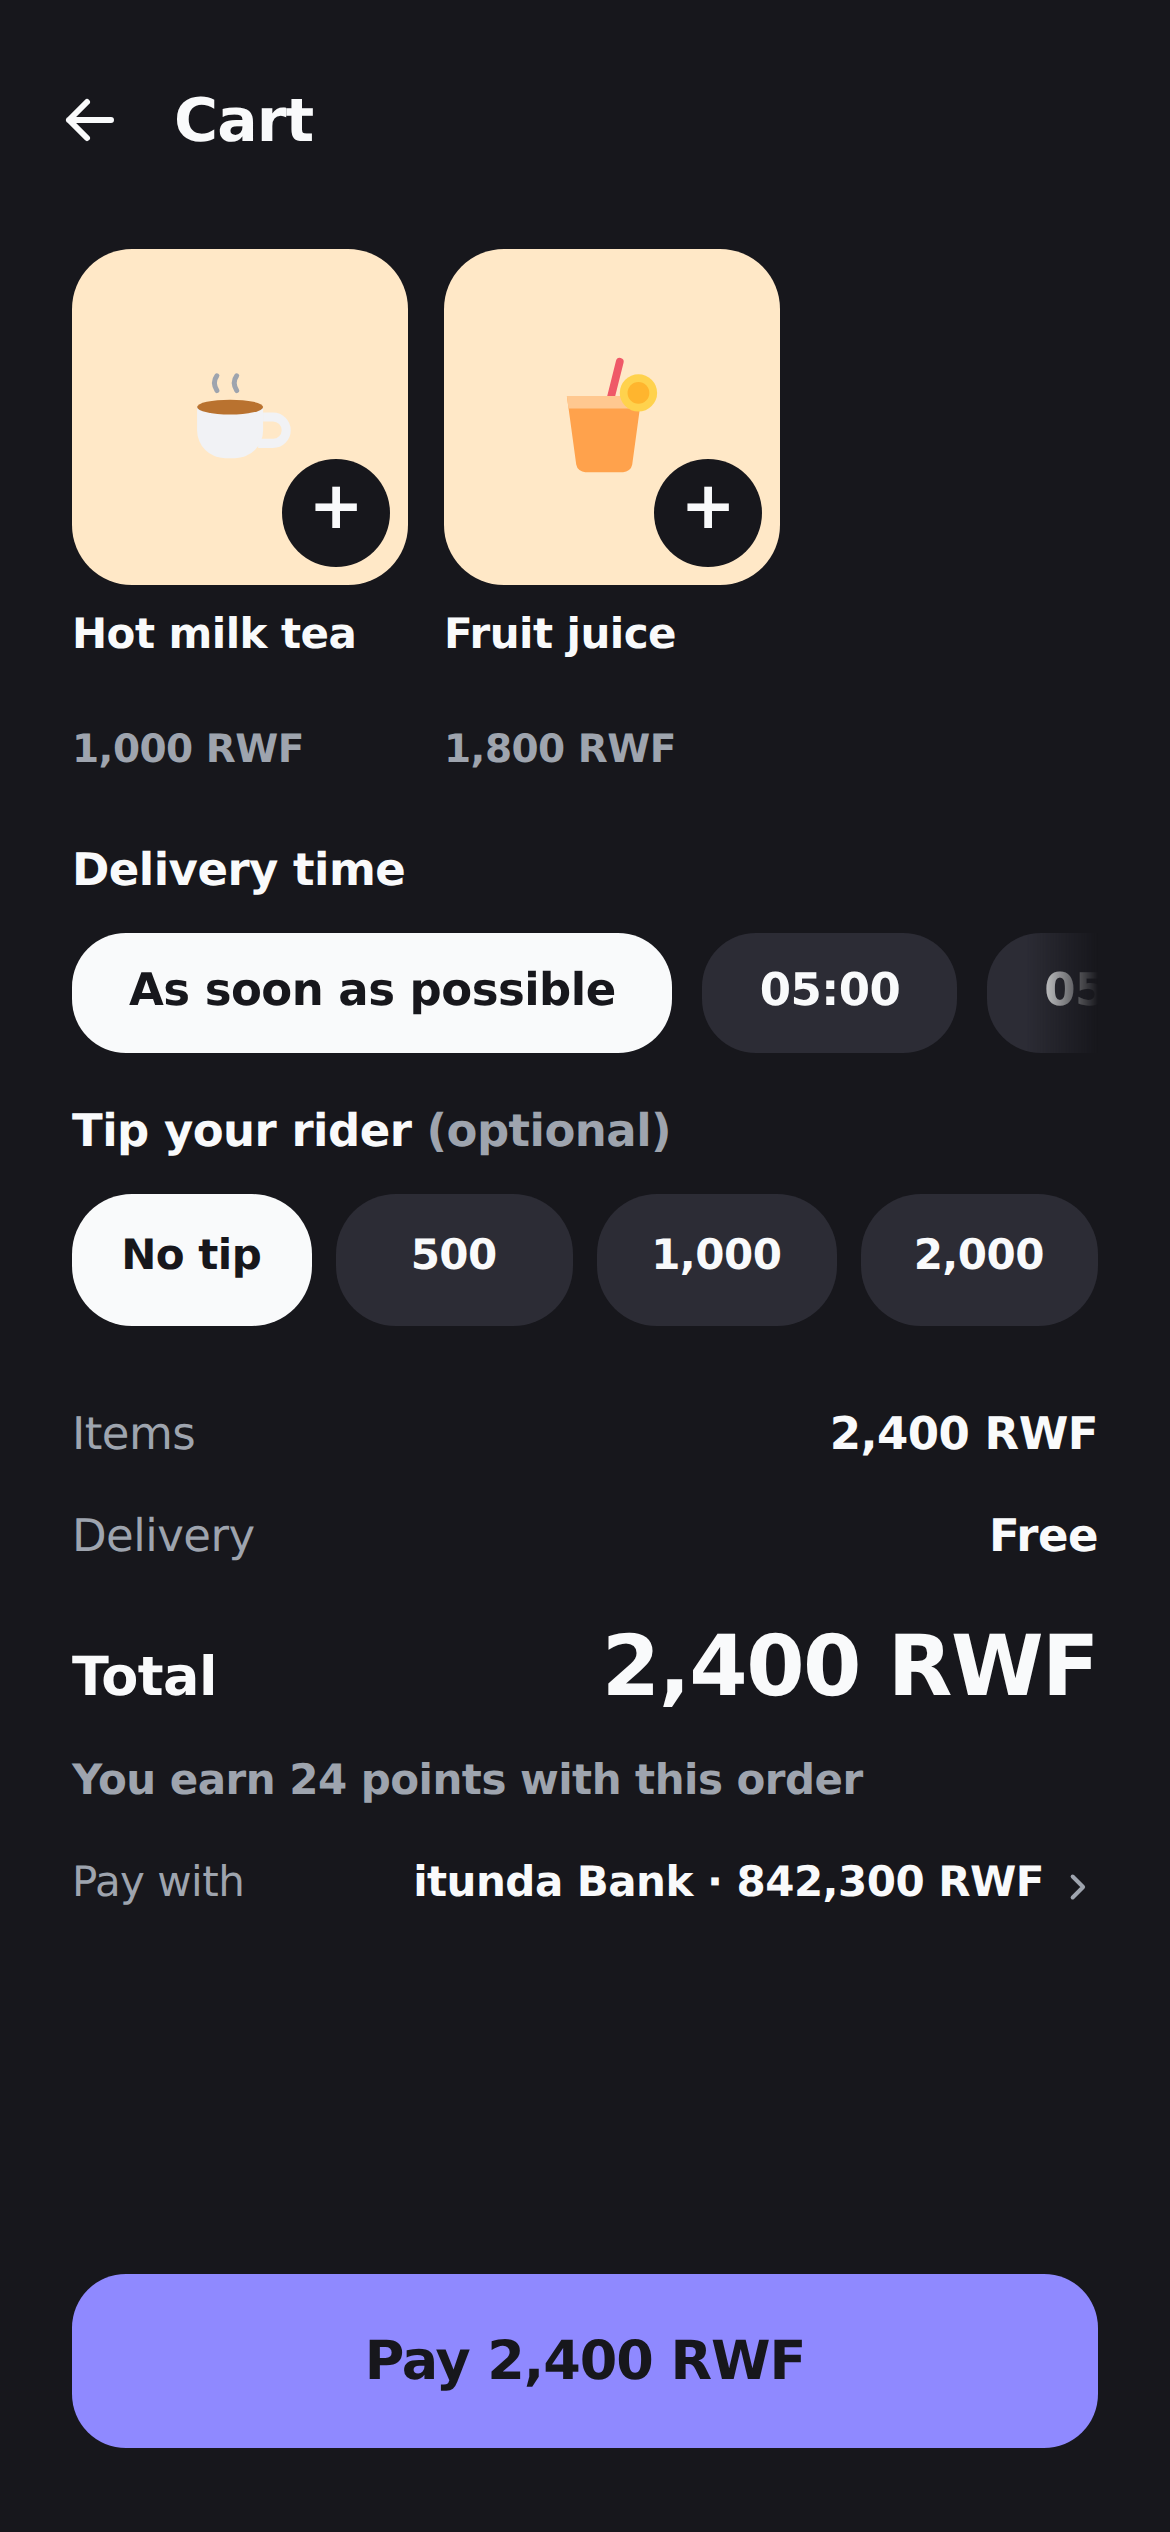 Cart
Hot milk tea
Fruit juice
1,000 RWF
1,800 RWF
Delivery time
As soon as possible
05:00
05
Tip your rider (optional)
No tip
500
1,000
2,000
Items
2,400 RWF
Delivery
Free
Total
2,400 RWF
You earn 24 points with this order
Pay with
itunda Bank · 842,300 RWF
Pay 2,400 RWF